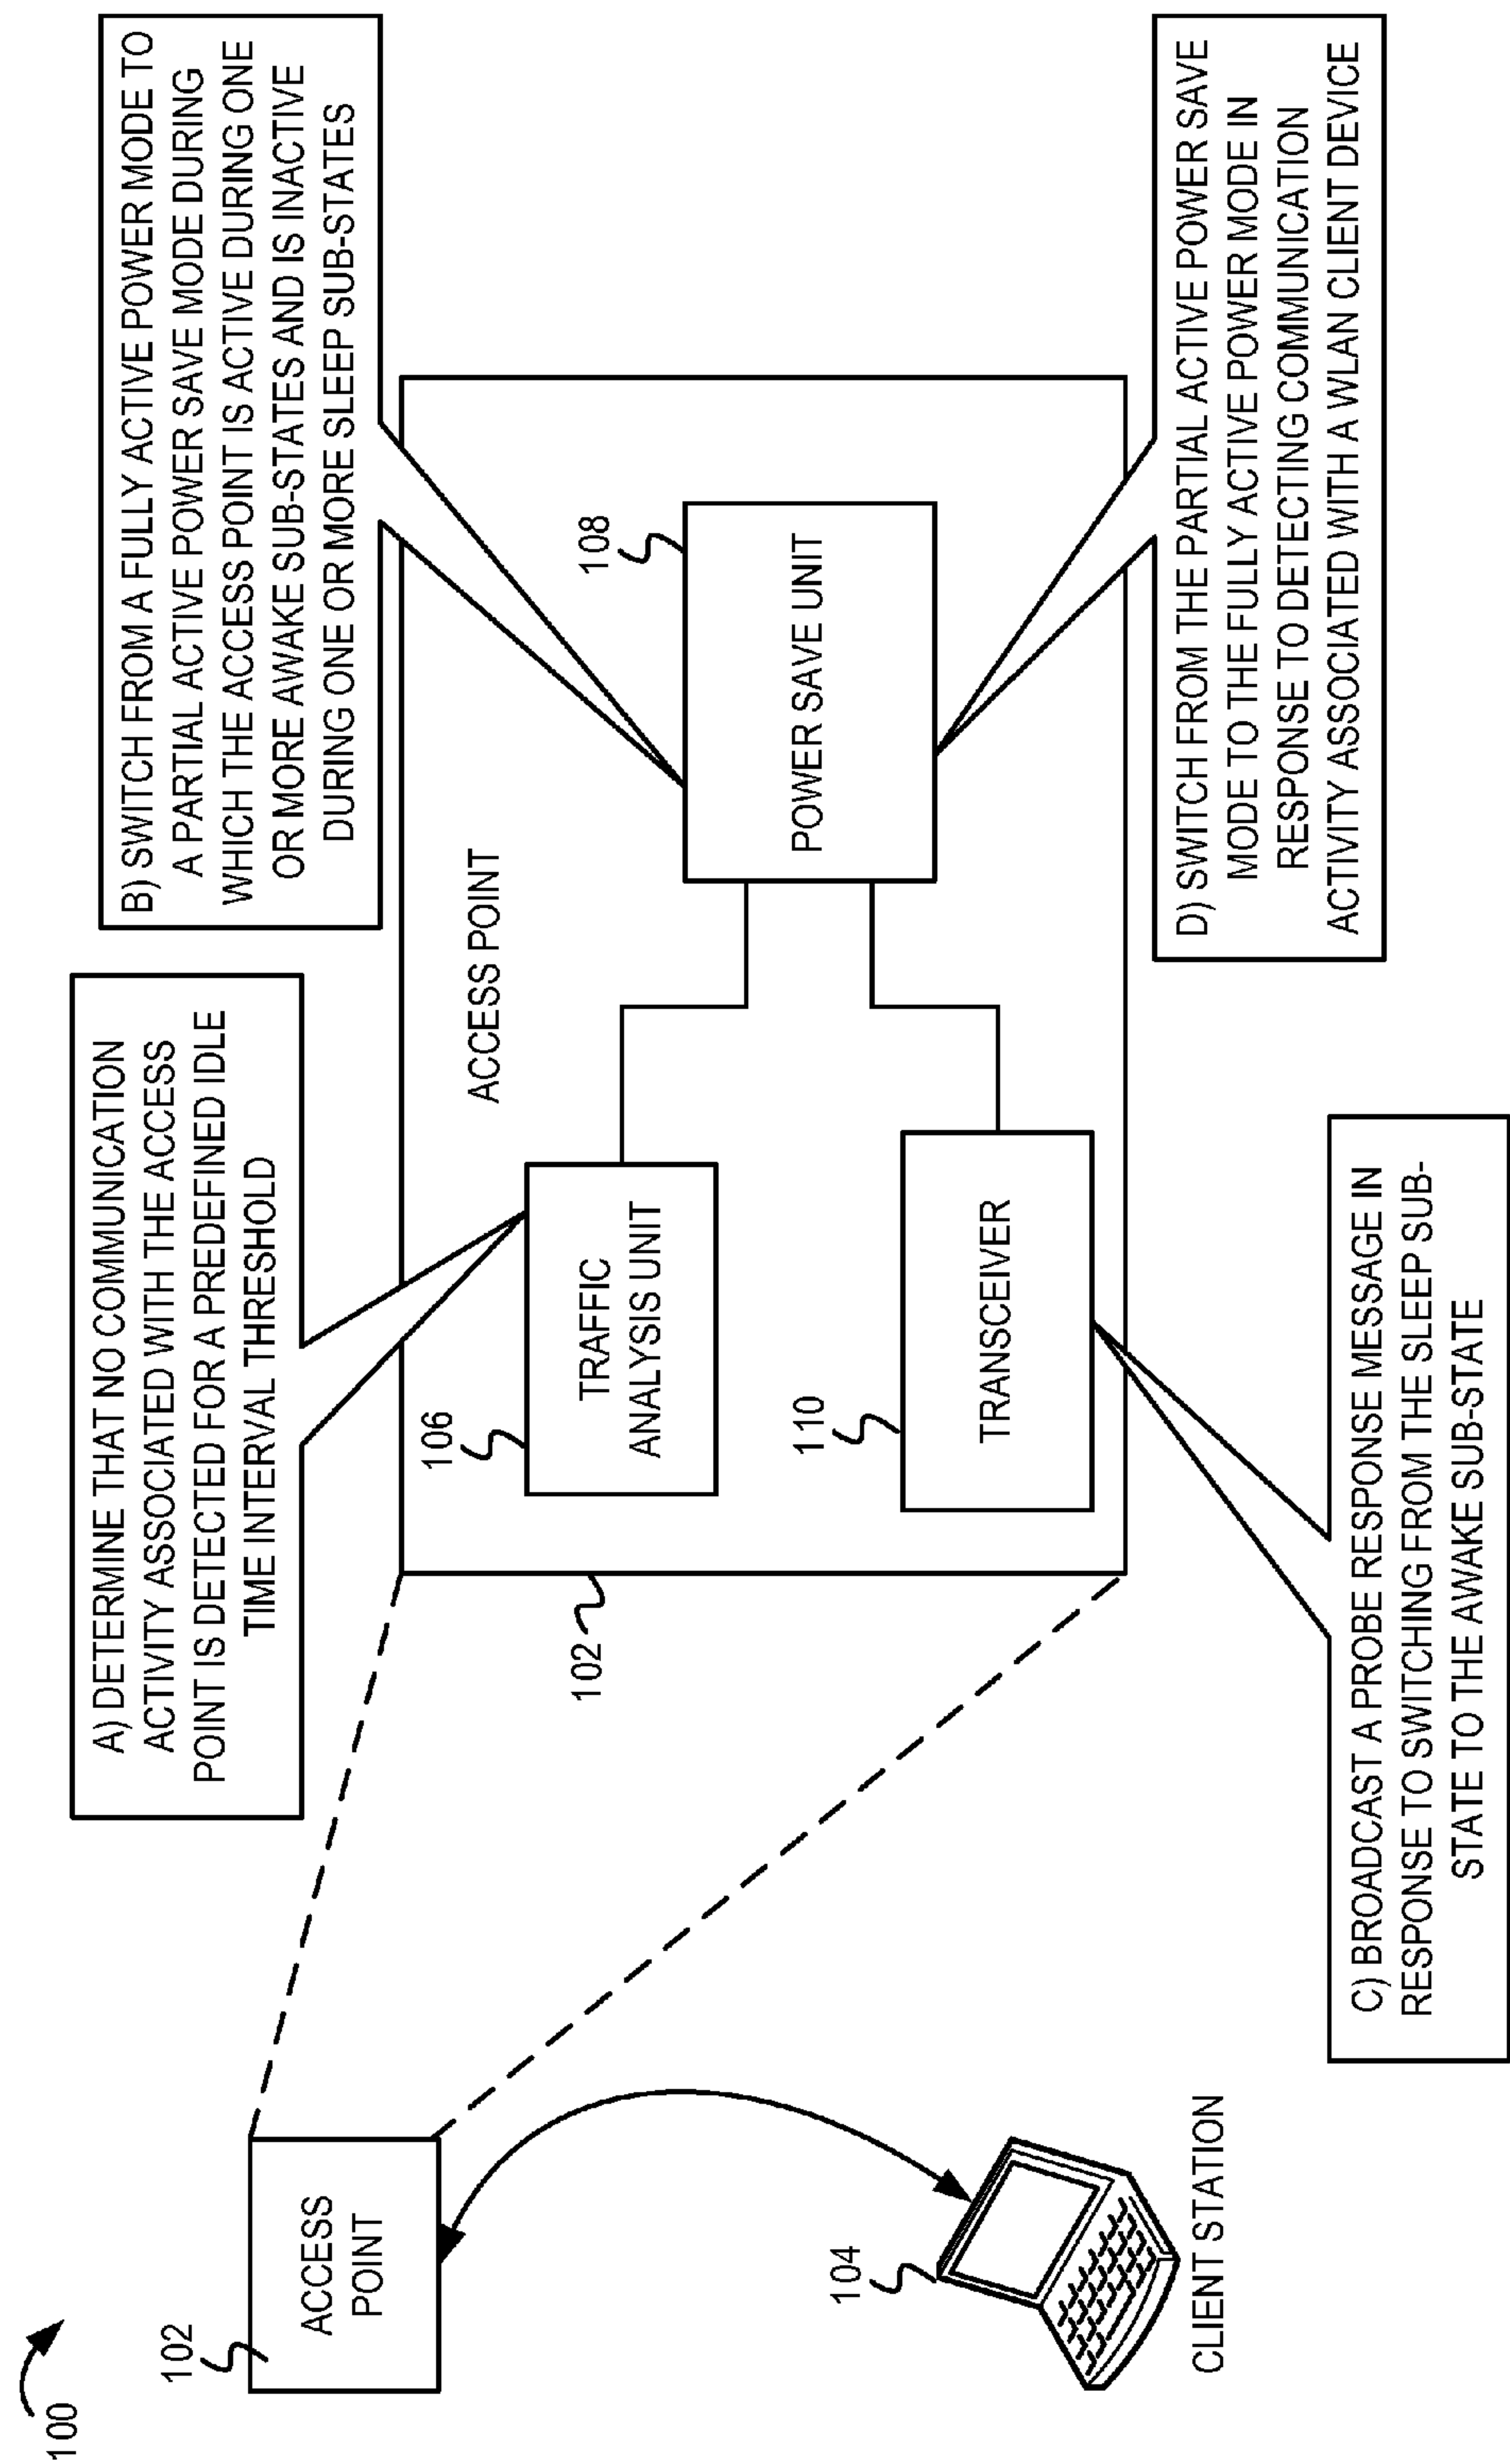 100
102
ACCESS
POINT
104
CLIENT STATION
A) DETERMINE THAT NO COMMUNICATION
ACTIVITY ASSOCIATED WITH THE ACCESS
POINT IS DETECTED FOR A PREDEFINED IDLE
TIME INTERVAL THRESHOLD
B) SWITCH FROM A FULLY ACTIVE POWER MODE TO
A PARTIAL ACTIVE POWER SAVE MODE DURING
WHICH THE ACCESS POINT IS ACTIVE DURING ONE
OR MORE AWAKE SUB-STATES AND IS INACTIVE
DURING ONE OR MORE SLEEP SUB-STATES
ACCESS POINT
102
106
TRAFFIC
ANALYSIS UNIT
108
POWER SAVE UNIT
110
TRANSCEIVER
C) BROADCAST A PROBE RESPONSE MESSAGE IN
RESPONSE TO SWITCHING FROM THE SLEEP SUB-
STATE TO THE AWAKE SUB-STATE
D) SWITCH FROM THE PARTIAL ACTIVE POWER SAVE
MODE TO THE FULLY ACTIVE POWER MODE IN
RESPONSE TO DETECTING COMMUNICATION
ACTIVITY ASSOCIATED WITH A WLAN CLIENT DEVICE